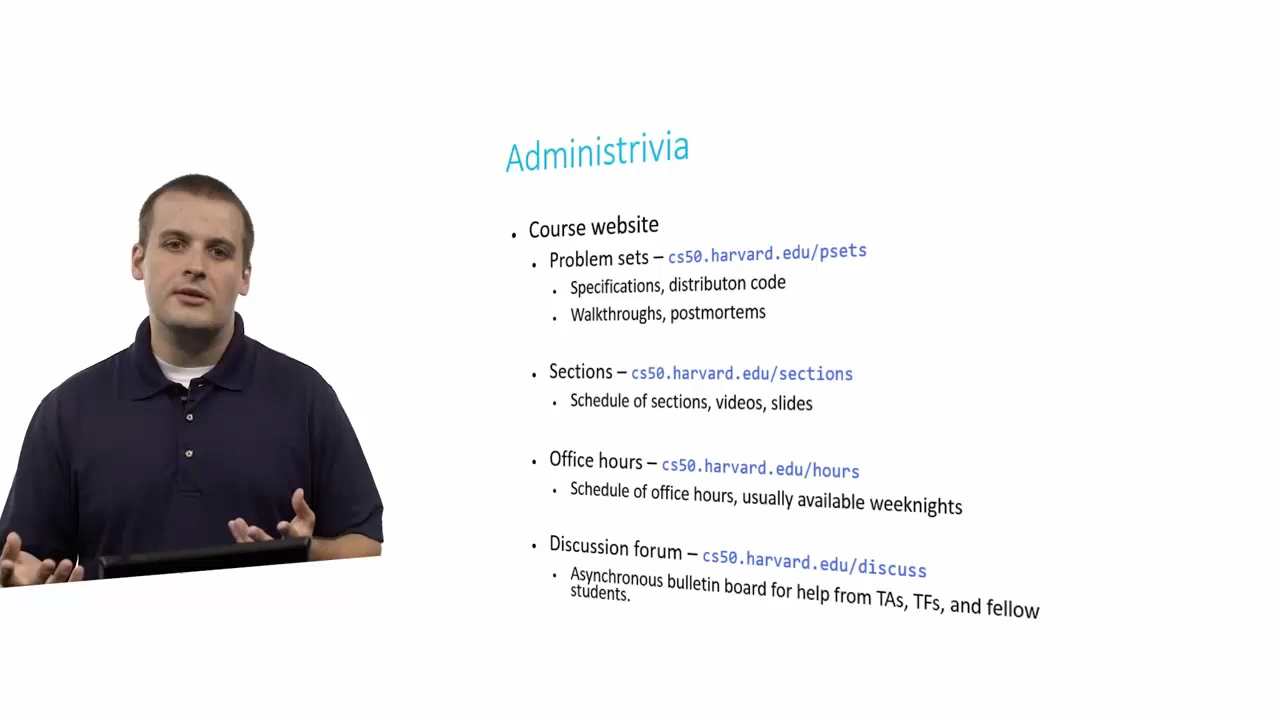 Administrivia
• Course website
• Problem sets – cs50.harvard.edu/psets
• Specifications, distributon code
• Walkthroughs, postmortems
• Sections – cs50.harvard.edu/sections
• Schedule of sections, videos, slides
• Office hours – cs50.harvard.edu/hours
• Schedule of office hours, usually available weeknights
• Discussion forum – cs50.harvard.edu/discuss
• Asynchronous bulletin board for help from TAs, TFs, and fellow
students.